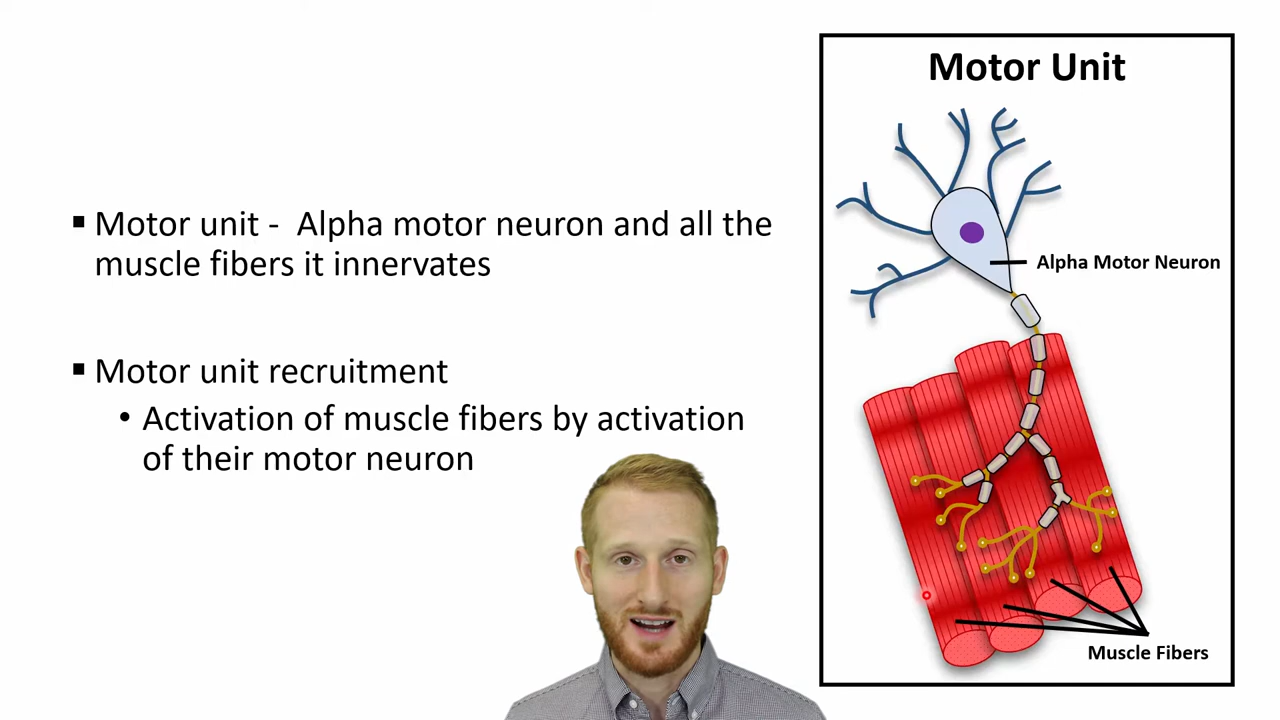 Motor unit -  Alpha motor neuron and all the
muscle fibers it innervates
Motor unit recruitment
Activation of muscle fibers by activation
of their motor neuron
Motor Unit
Alpha Motor Neuron
Muscle Fibers